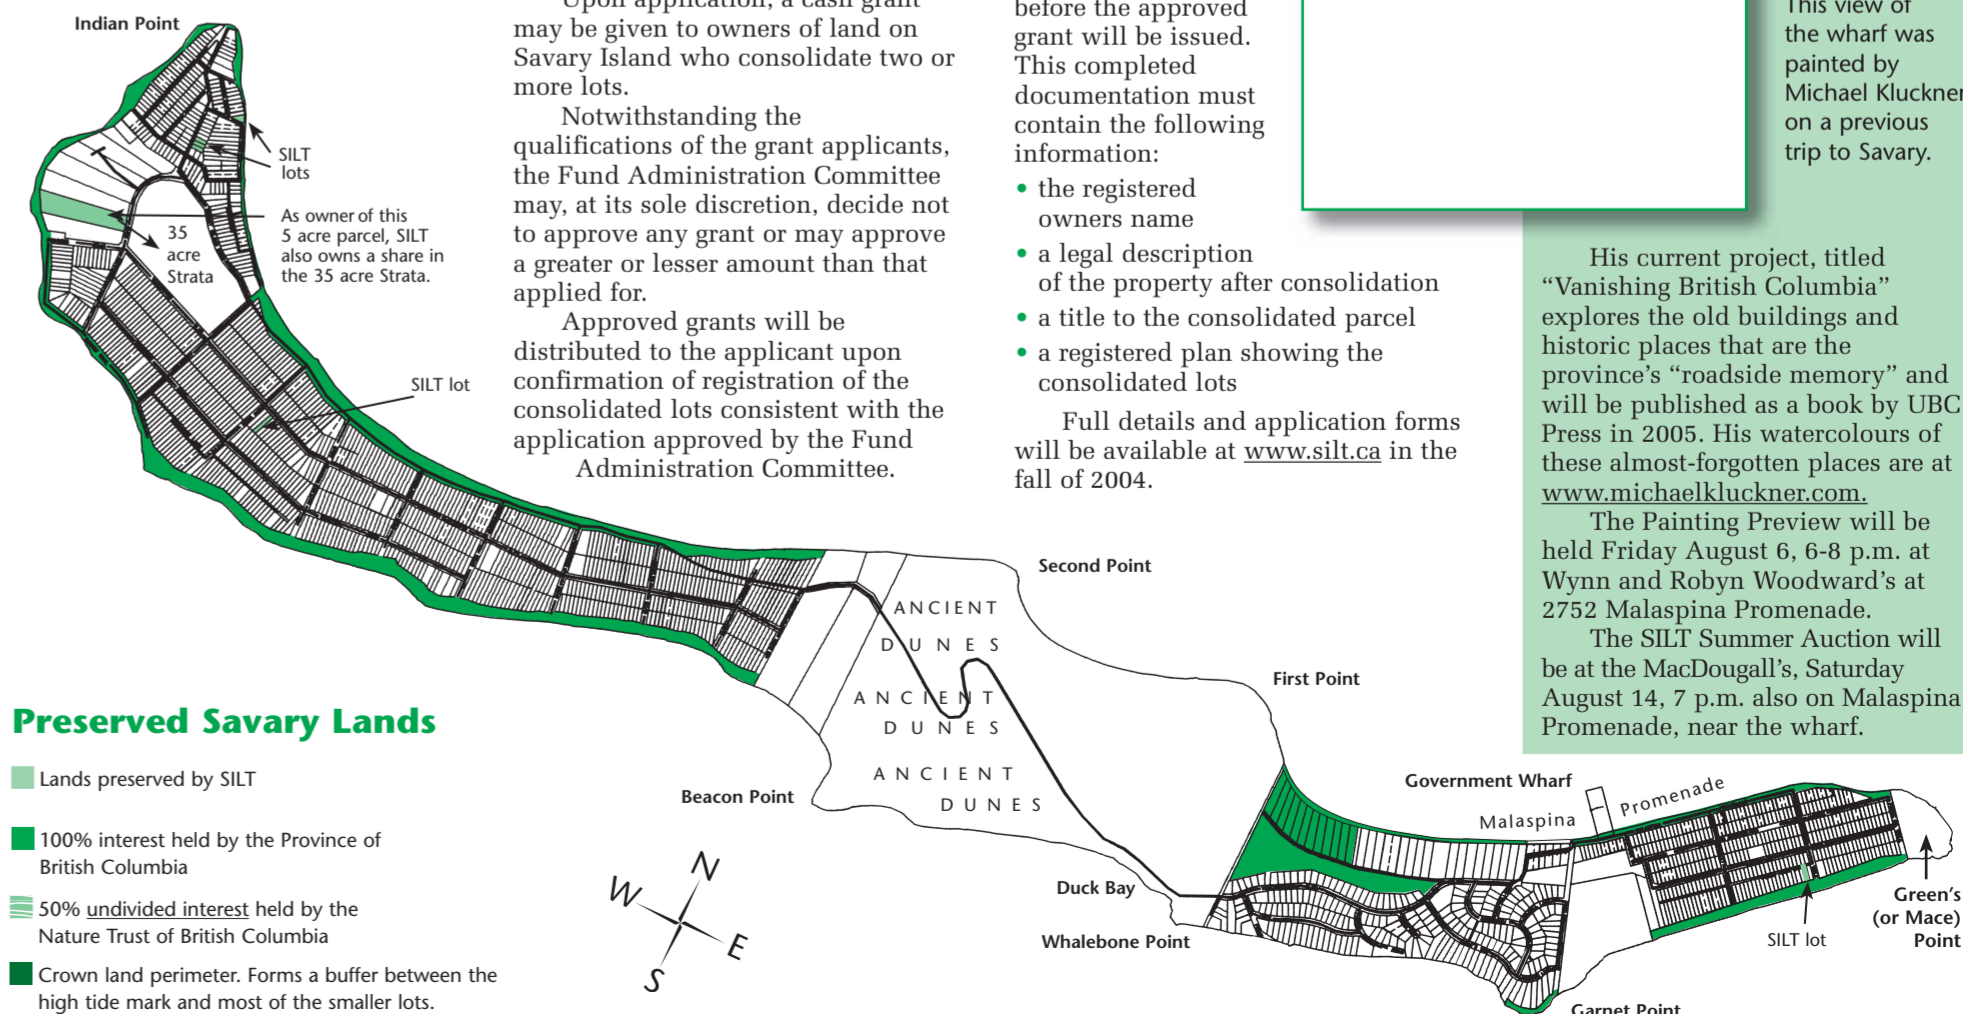 Upon application, a cash grant
may be given to owners of land on
Savary Island who consolidate two or
more lots.
Notwithstanding the
qualifications of the grant applicants,
the Fund Administration Committee
may, at its sole discretion, decide not
to approve any grant or may approve
a greater or lesser amount than that
applied for.
Approved grants will be
distributed to the applicant upon
confirmation of registration of the
consolidated lots consistent with the
application approved by the Fund
Administration Committee.
before the approved
grant will be issued.
This completed
documentation must
contain the following
information:
• the registered
owners name
• a legal description
of the property after consolidation
• a title to the consolidated parcel
• a registered plan showing the
consolidated lots
Full details and application forms
will be available at www.silt.ca in the
fall of 2004.
This view of
the wharf was
painted by
Michael Kluckner
on a previous
trip to Savary.
His current project, titled
“Vanishing British Columbia”
explores the old buildings and
historic places that are the
province’s “roadside memory” and
will be published as a book by UBC
Press in 2005. His watercolours of
these almost-forgotten places are at
www.michaelkluckner.com.
The Painting Preview will be
held Friday August 6, 6-8 p.m. at
Wynn and Robyn Woodward’s at
2752 Malaspina Promenade.
The SILT Summer Auction will
be at the MacDougall’s, Saturday
August 14, 7 p.m. also on Malaspina
Promenade, near the wharf.
Indian Point
SILT
lots
As owner of this
5 acre parcel, SILT
also owns a share in
the 35 acre Strata.
35
acre
Strata
SILT lot
Second Point
ANCIENT
DUNES
ANCIENT
DUNES
ANCIENT
DUNES
First Point
Beacon Point
Government Wharf
Malaspina Promenade
Duck Bay
Whalebone Point
SILT lot
Green’s
(or Mace)
Point
Garnet Point
N
W
E
S
Preserved Savary Lands
Lands preserved by SILT
100% interest held by the Province of
British Columbia
50% undivided interest held by the
Nature Trust of British Columbia
Crown land perimeter. Forms a buffer between the
high tide mark and most of the smaller lots.